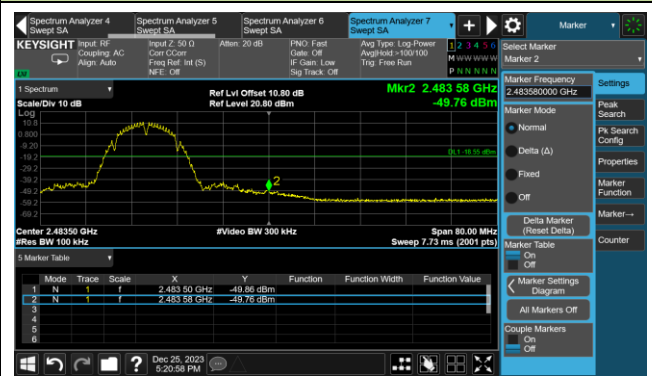 Spectrum Analyzer 4
Swept SA
Spectrum Analyzer 5
Swept SA
Spectrum Analyzer 6
Swept SA
Spectrum Analyzer 7
Swept SA
Marker
KEYSIGHT
Input: RF
Coupling: AC
Align: Auto
Input Z: 50 Ω
Corr CCorr
Freq Ref: Int (S)
NFE: Off
Atten: 20 dB
PNO: Fast
Gate: Off
IF Gain: Low
Sig Track: Off
Avg Type: Log-Power
Avg|Hold:>100/100
Trig: Free Run
1 2 3 4 5 6
M W W W W W
P N N N N N
Select Marker
Marker 2
1 Spectrum
Scale/Div 10 dB
Log
Ref Lvl Offset 10.80 dB
Ref Level 20.80 dBm
Mkr2 2.483 58 GHz
-49.76 dBm
10.8
0.800
-9.20
-19.2
-29.2
-39.2
-49.2
-59.2
-69.2
DL1 -18.55 dBm
2
Center 2.48350 GHz
#Res BW 100 kHz
#Video BW 300 kHz
Span 80.00 MHz
Sweep 7.73 ms (2001 pts)
5 Marker Table
Mode Trace Scale X Y Function Function Width Function Value
1 N 1 f 2.483 50 GHz -49.86 dBm
2 N 1 f 2.483 58 GHz -49.76 dBm
3
4
5
6
Marker Frequency
2.483580000 GHz
Marker Mode
Normal
Delta (Δ)
Fixed
Off
Delta Marker
(Reset Delta)
Marker Table
On
Off
Marker Settings
Diagram
All Markers Off
Couple Markers
On
Off
Settings
Peak
Search
Pk Search
Config
Properties
Marker
Function
Marker→
Counter
?
Dec 25, 2023
5:20:58 PM